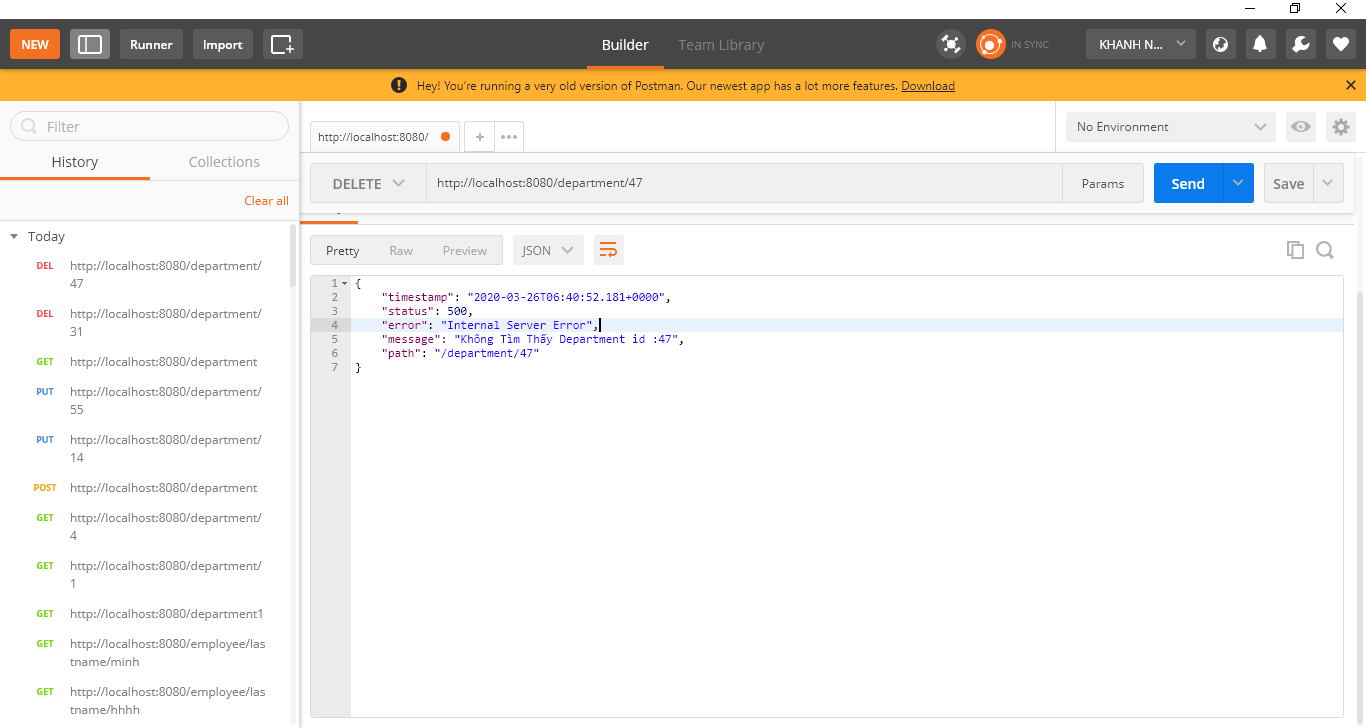 NEW
Runner
Import
Builder
Team Library
IN SYNC
KHANH N...
Hey! You're running a very old version of Postman. Our newest app has a lot more features. Download
Filter
History
Collections
Clear all
Today
DEL http://localhost:8080/department/
47
DEL http://localhost:8080/department/
31
GET http://localhost:8080/department
PUT http://localhost:8080/department/
55
PUT http://localhost:8080/department/
14
POST http://localhost:8080/department
GET http://localhost:8080/department/
4
GET http://localhost:8080/department/
1
GET http://localhost:8080/department1
GET http://localhost:8080/employee/las
tname/minh
GET http://localhost:8080/employee/las
tname/hhhh
http://localhost:8080/
No Environment
DELETE
http://localhost:8080/department/47
Params
Send
Save
Pretty
Raw
Preview
JSON
1 {
2 "timestamp": "2020-03-26T06:40:52.181+0000",
3 "status": 500,
4 "error": "Internal Server Error",
5 "message": "Không Tìm Thấy Department id :47",
6 "path": "/department/47"
7 }